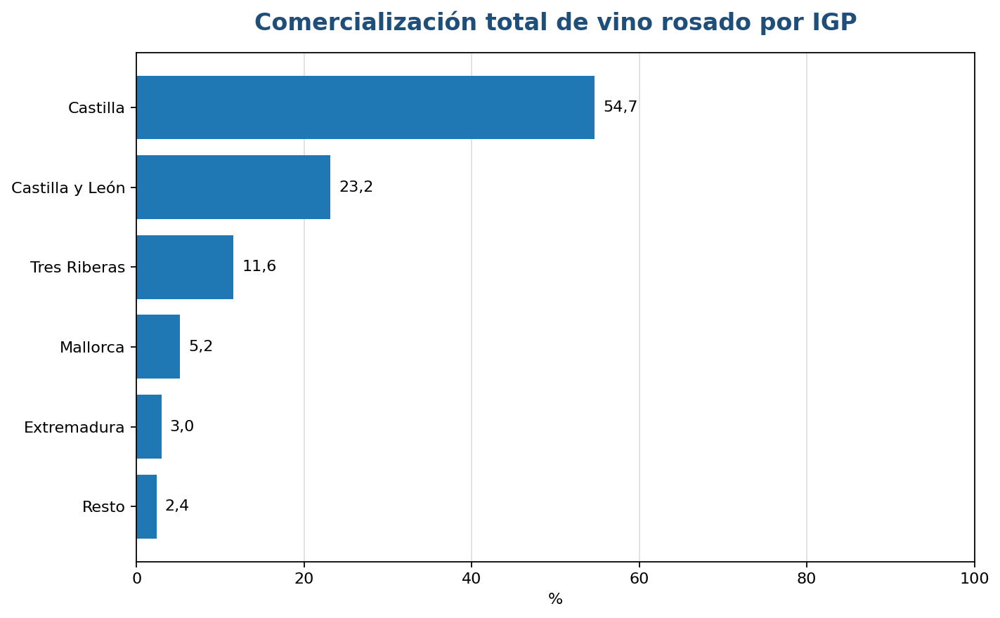 Comercialización total de vino rosado por IGP
Castilla 54,7
Castilla y León 23,2
Tres Riberas 11,6
Mallorca 5,2
Extremadura 3,0
Resto 2,4
0 20 40 60 80 100
%